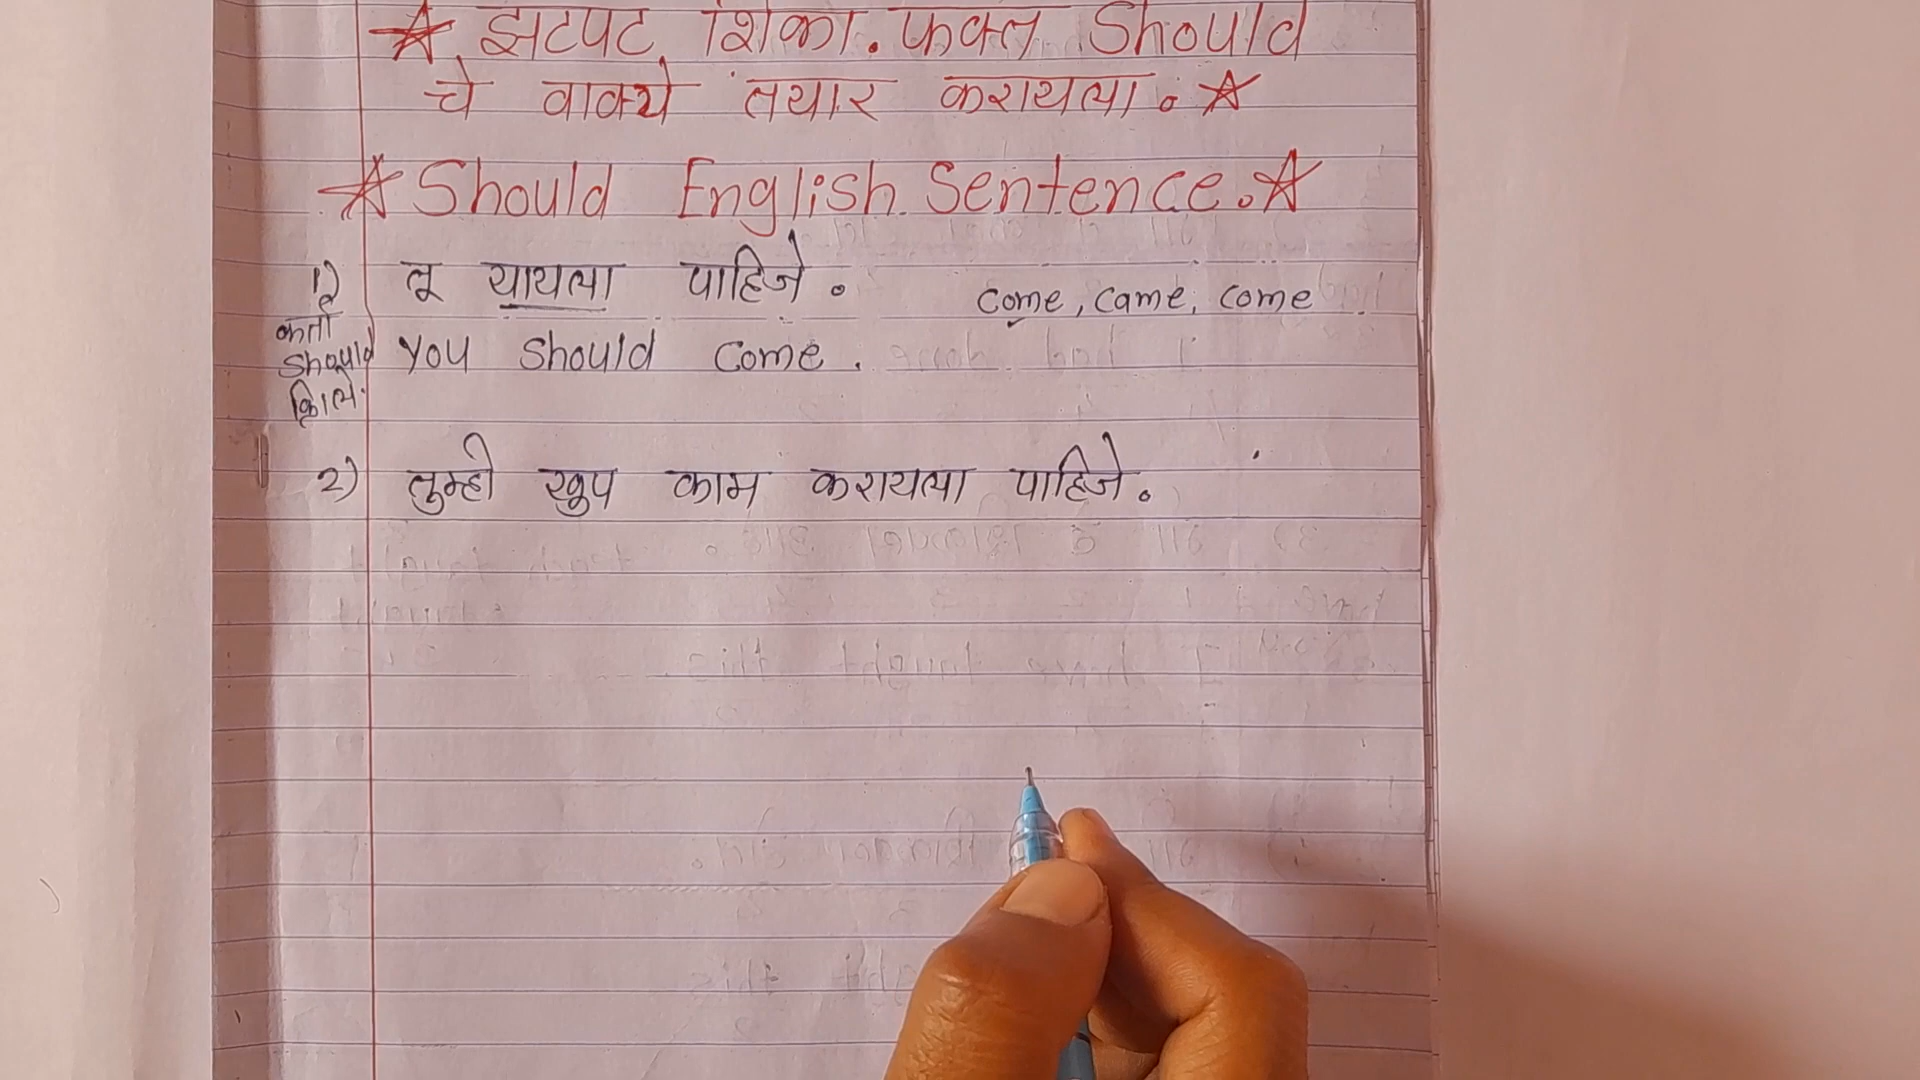 ☆ झटपट शिका. फक्त Should
चे वाक्ये तयार करायला. ☆
☆ Should English Sentence. ☆
1) तू यायला पाहिजे. come, came, come
कर्ता
should
You should come.
2) तुम्ही खूप काम करायला पाहिजे.